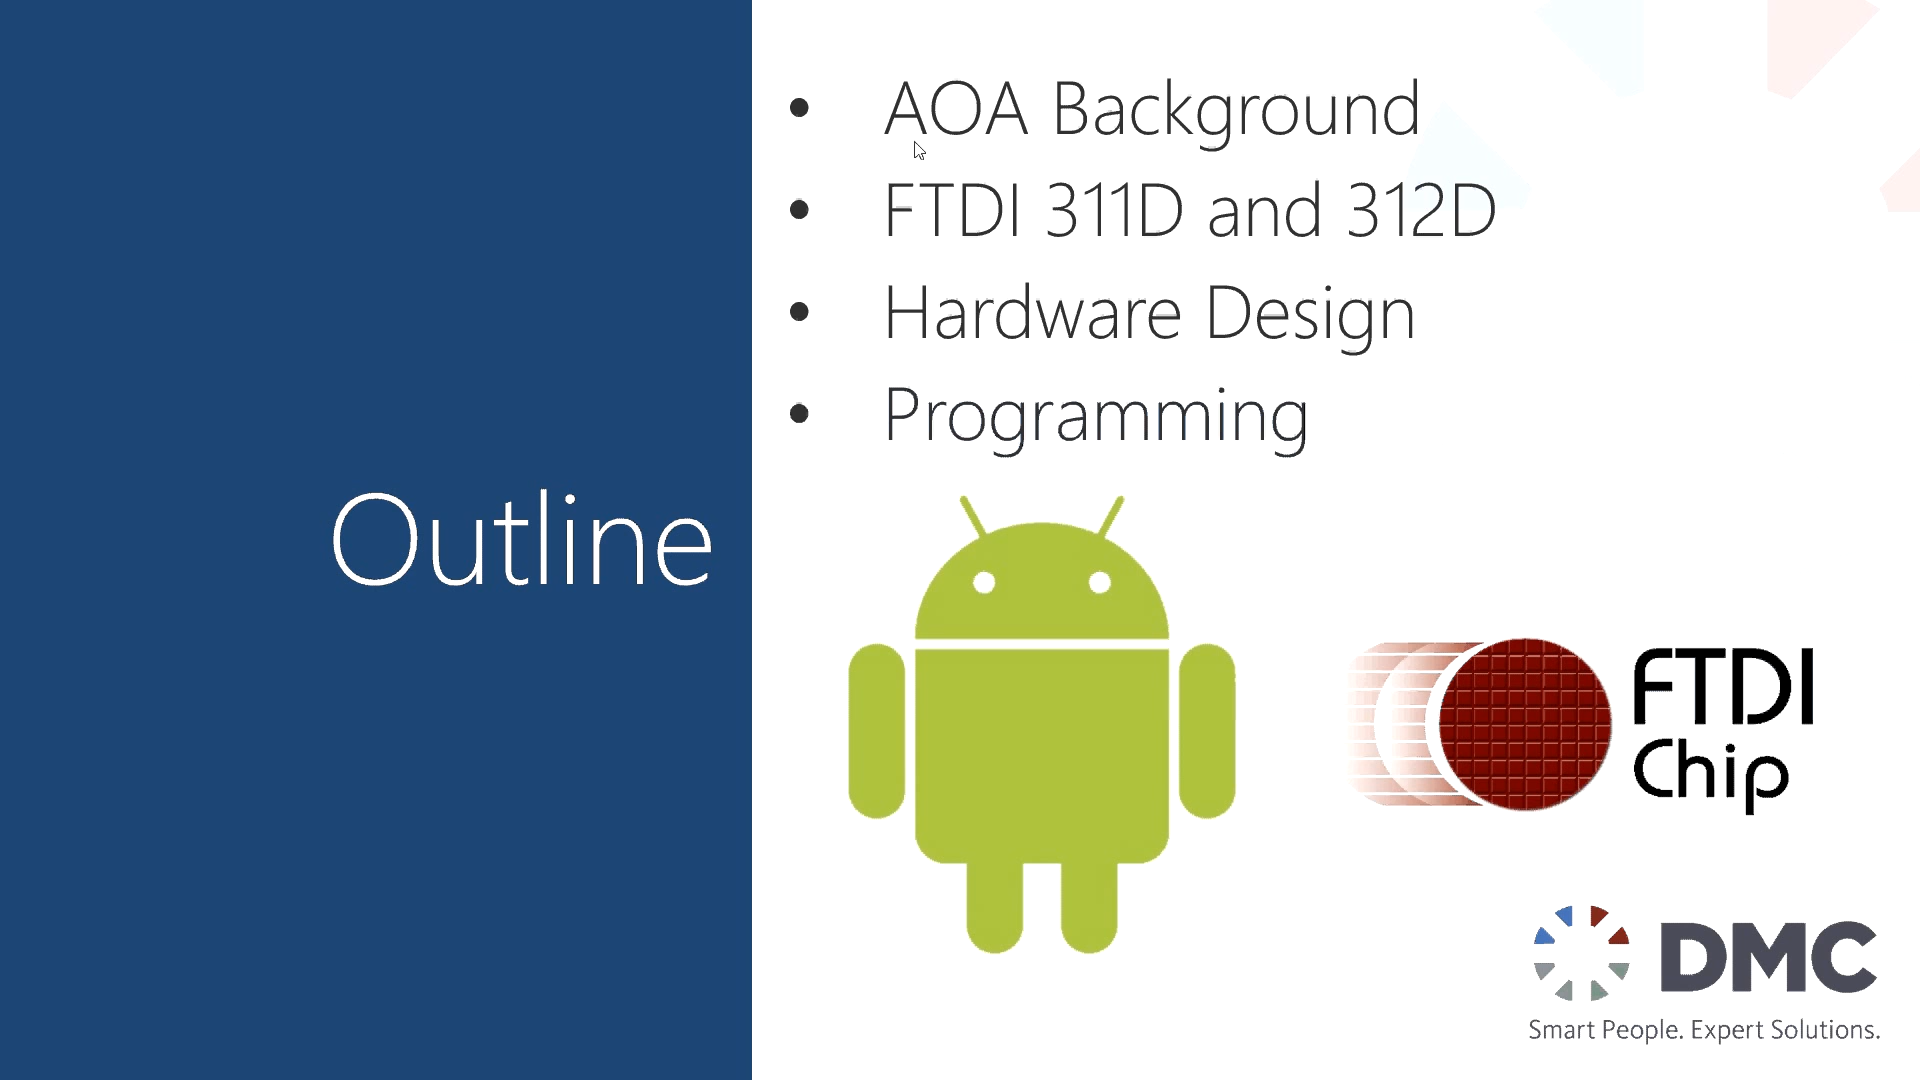 Outline
• AOA Background
• FTDI 311D and 312D
• Hardware Design
• Programming
FTDI
Chip
DMC
Smart People. Expert Solutions.